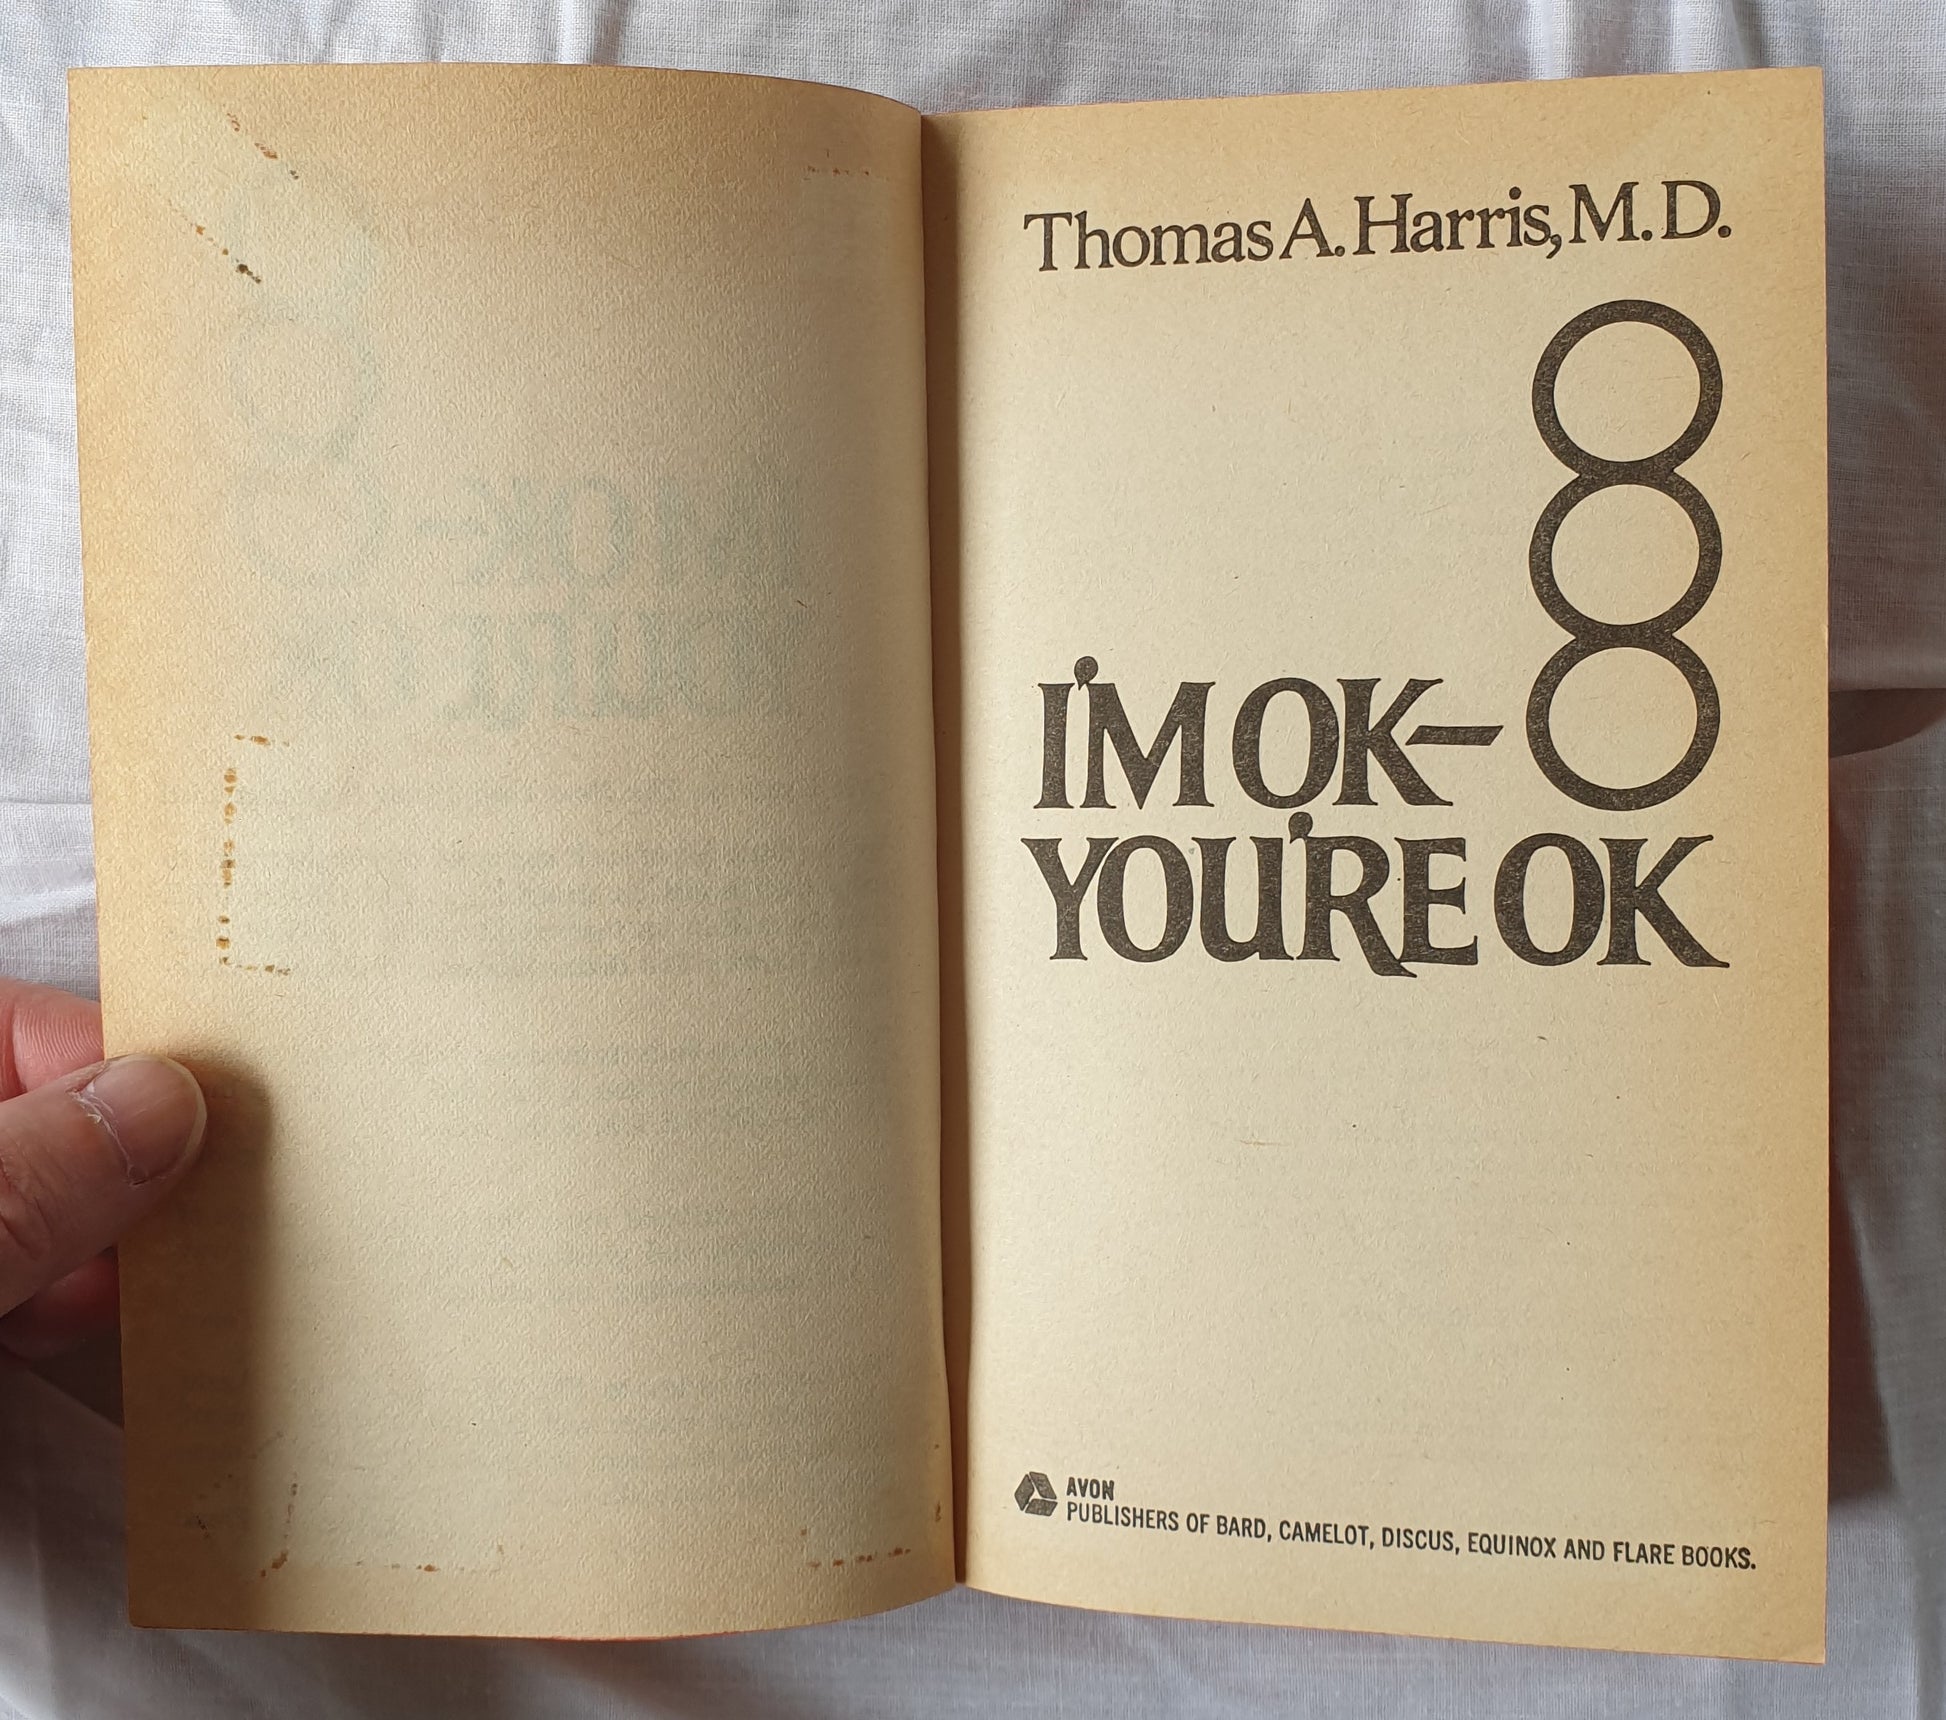 Thomas A. Harris, M.D.
I'M OK—
YOU'RE OK
AVON
PUBLISHERS OF BARD, CAMELOT, DISCUS, EQUINOX AND FLARE BOOKS.